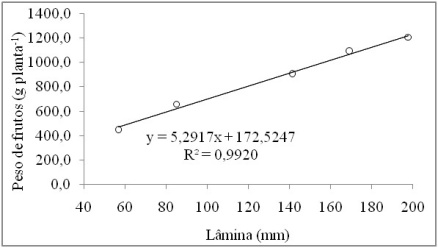 1400,0
1200,0
1000,0
800,0
600,0
400,0
200,0
0,0
Peso de frutos (g planta⁻¹)
y = 5,2917x + 172,5247
R² = 0,9920
40 60 80 100 120 140 160 180 200
Lâmina (mm)